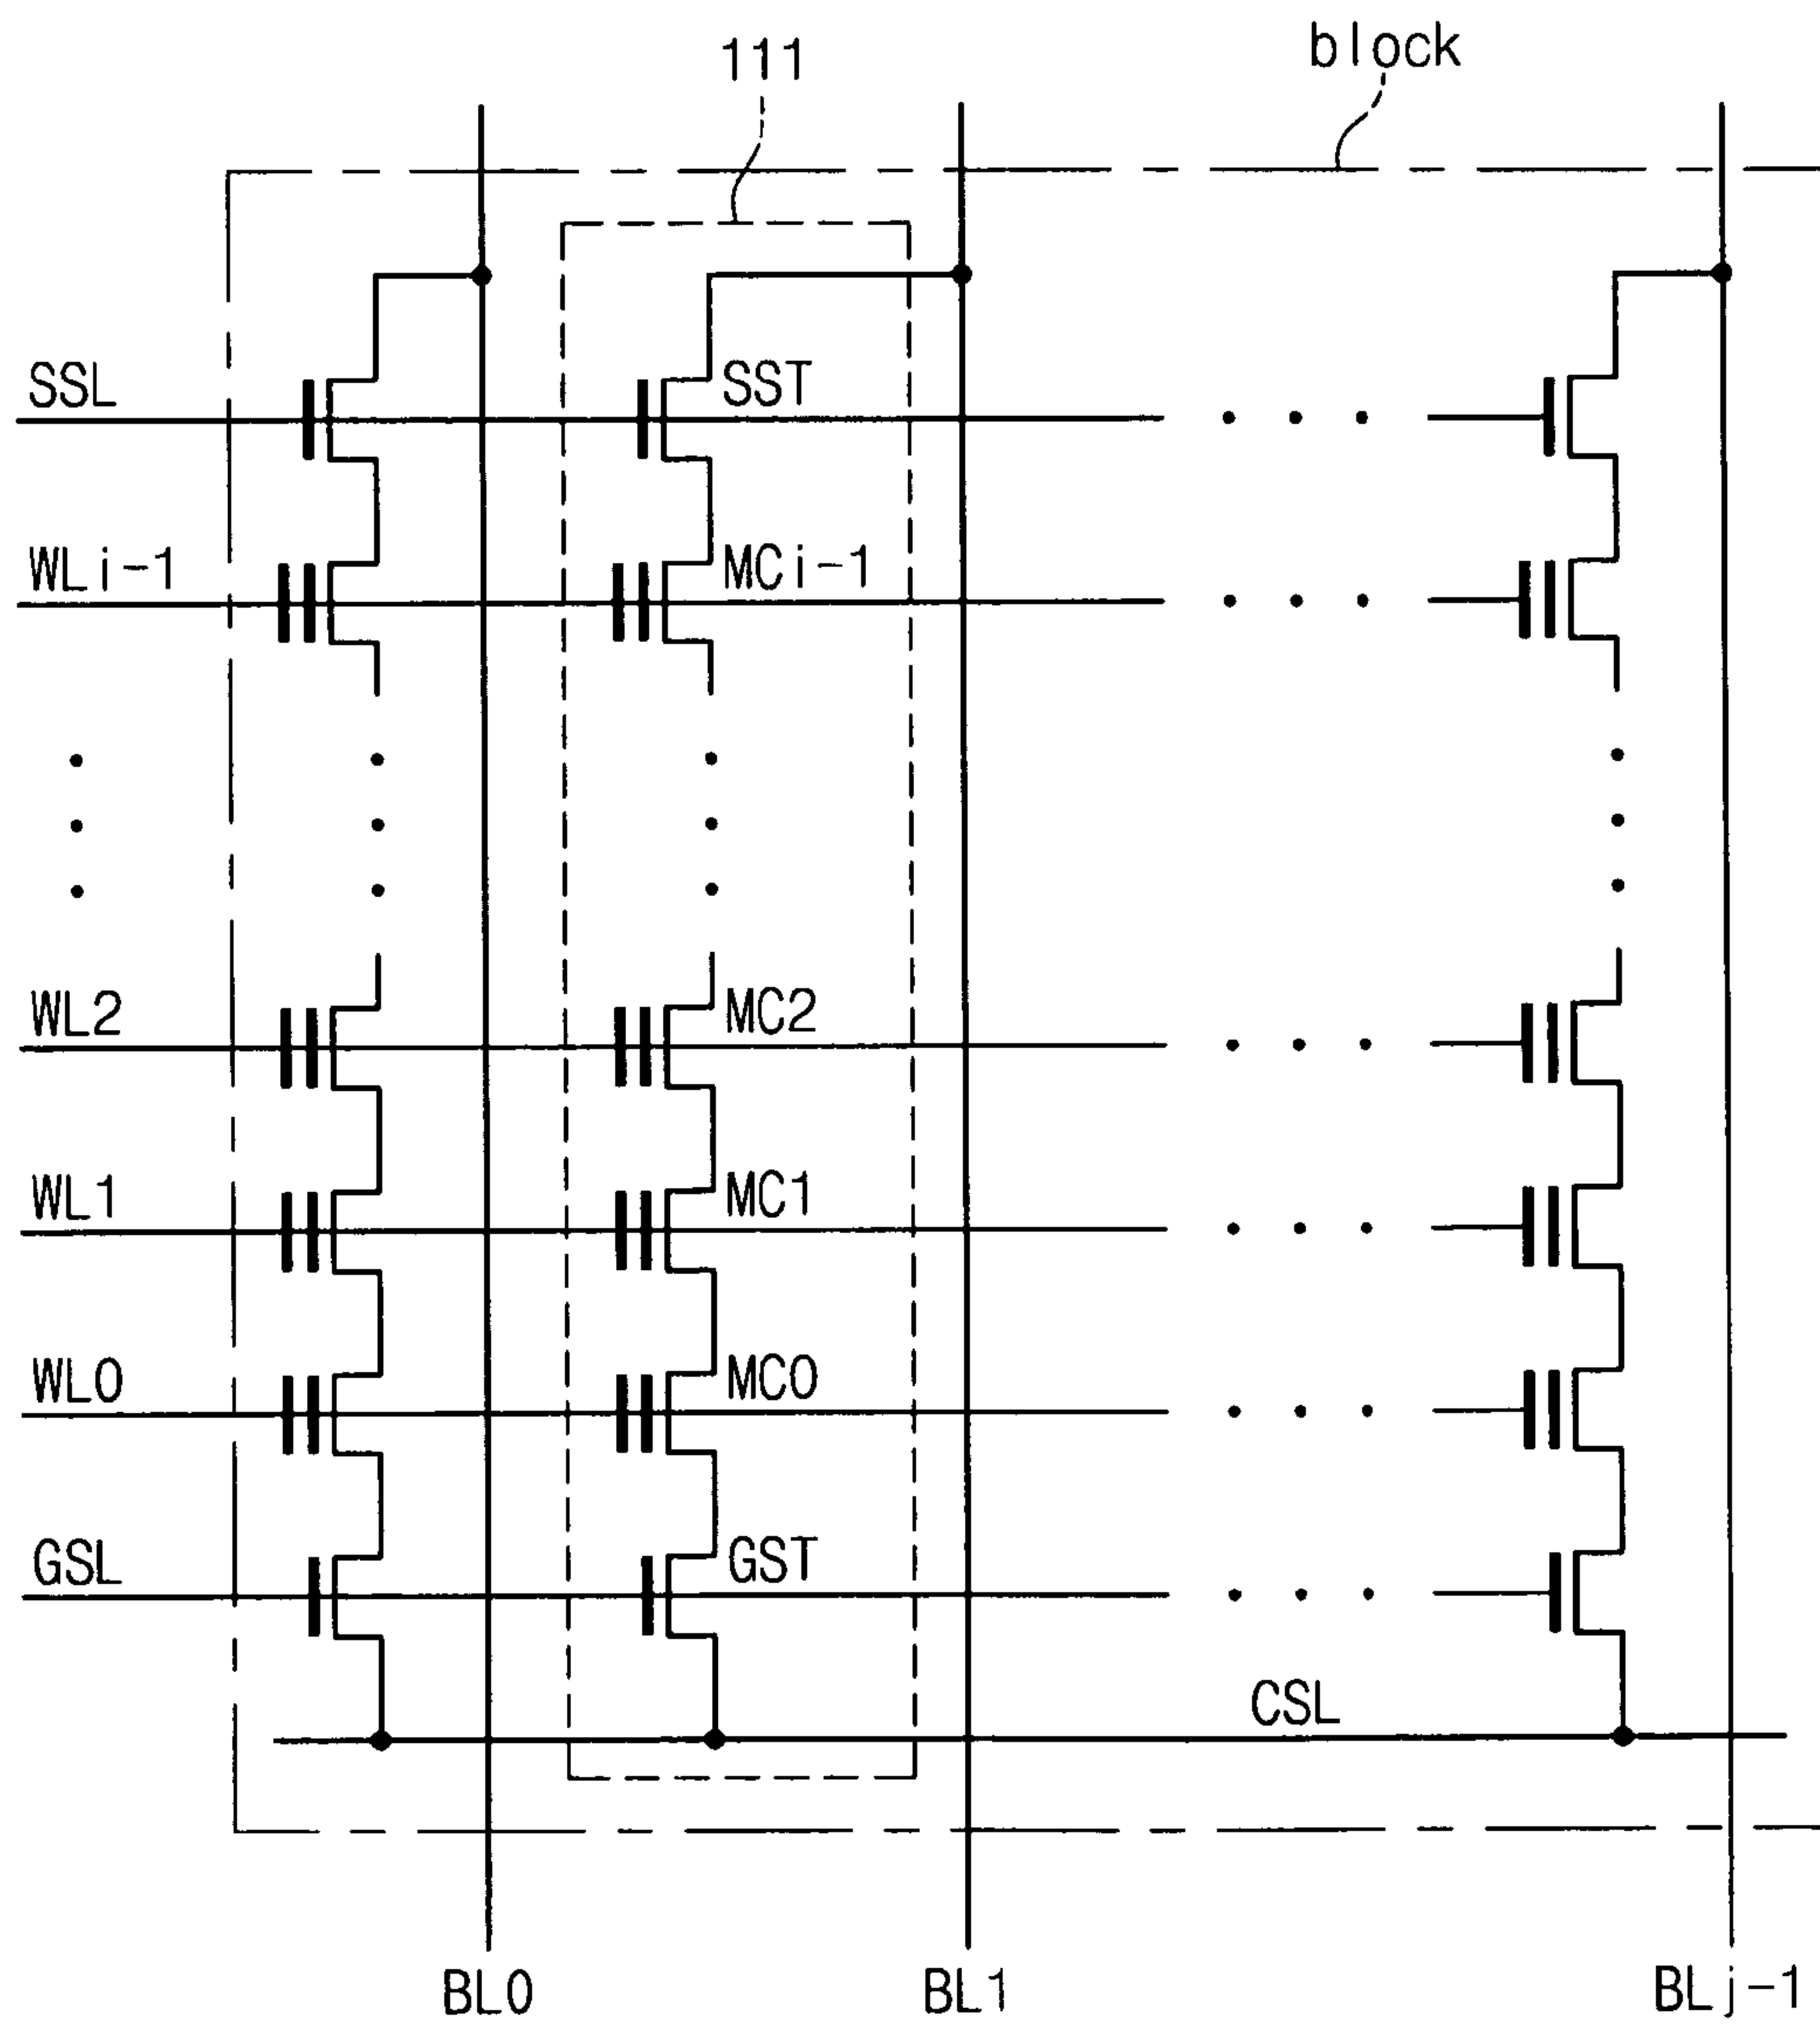 111
block
SSL
SST
WLi-1
MCi-1
WL2
MC2
WL1
MC1
WL0
MC0
GSL
GST
CSL
BL0
BL1
BLj-1